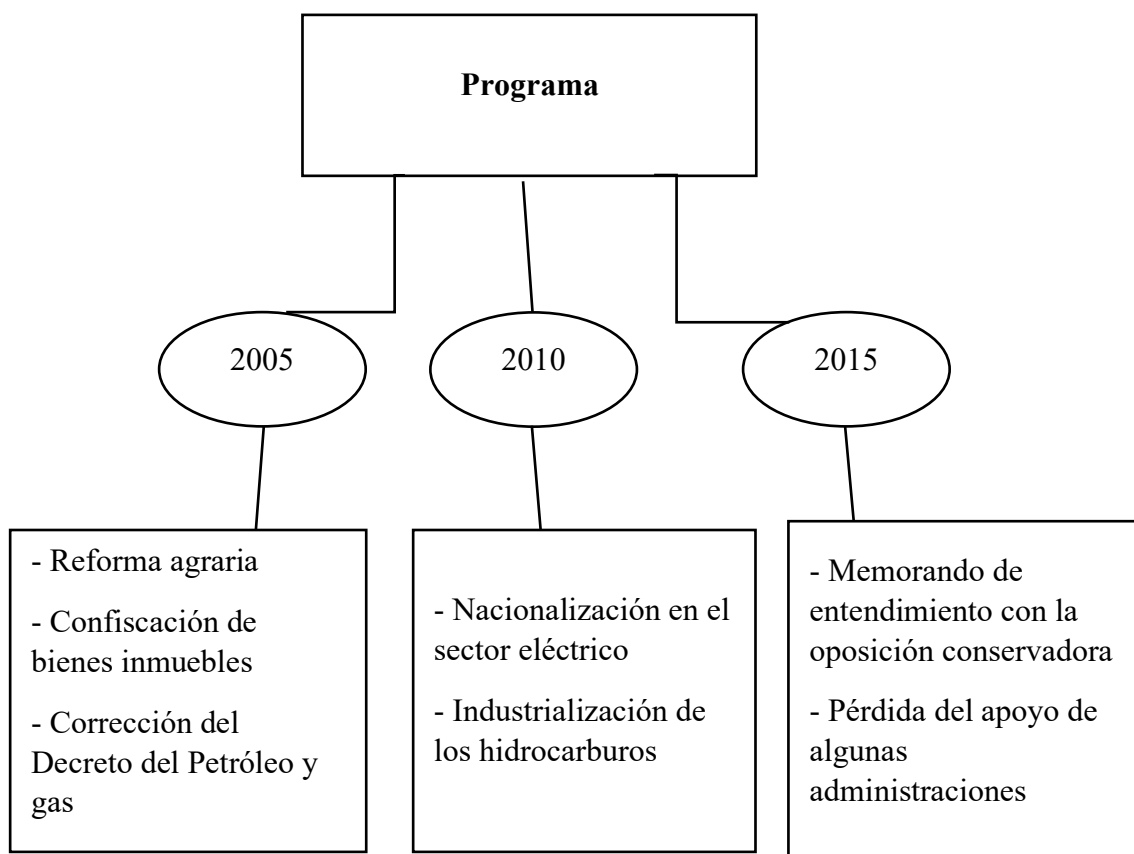 Programa
2005
2010
2015
- Reforma agraria
- Confiscación de
bienes inmuebles
- Corrección del
Decreto del Petróleo y
gas
- Nacionalización en el
sector eléctrico
- Industrialización de
los hidrocarburos
- Memorando de
entendimiento con la
oposición conservadora
- Pérdida del apoyo de
algunas
administraciones